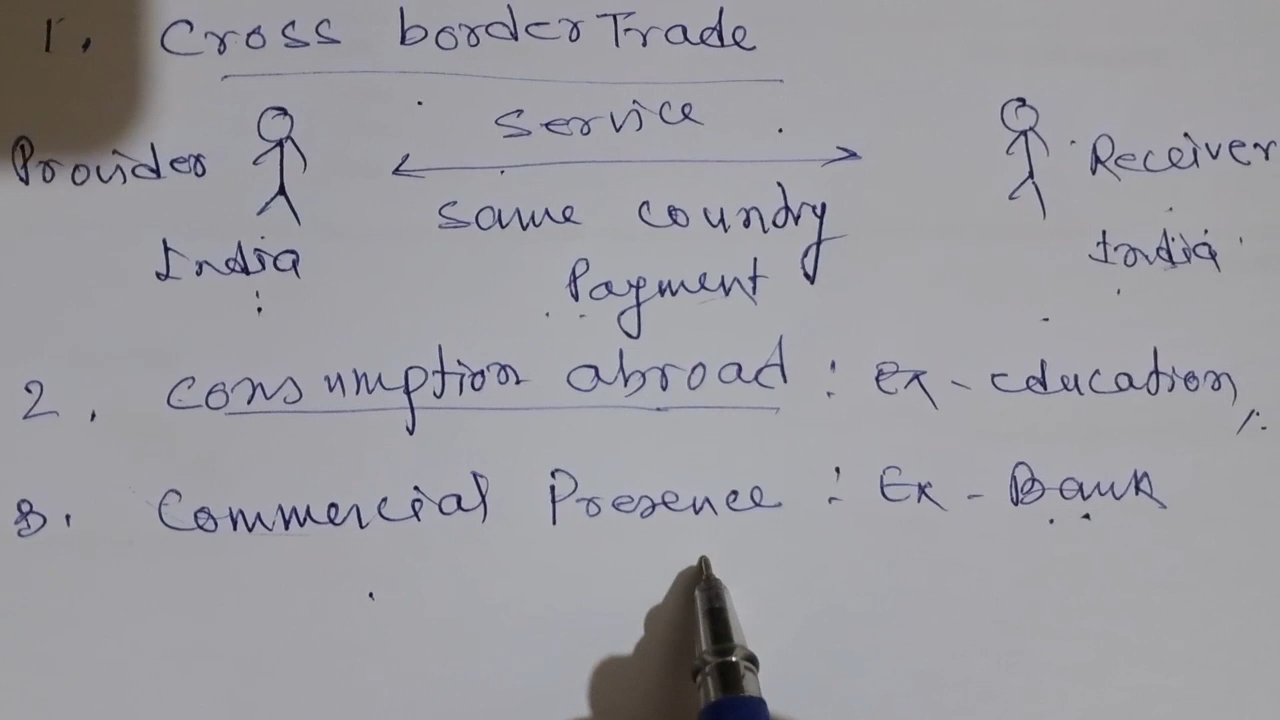 1. Cross border Trade
Provider Service Receiver
India same country India
Payment
2. Consumption abroad : Ex - education
3. Commercial Presence : Ex - Bank